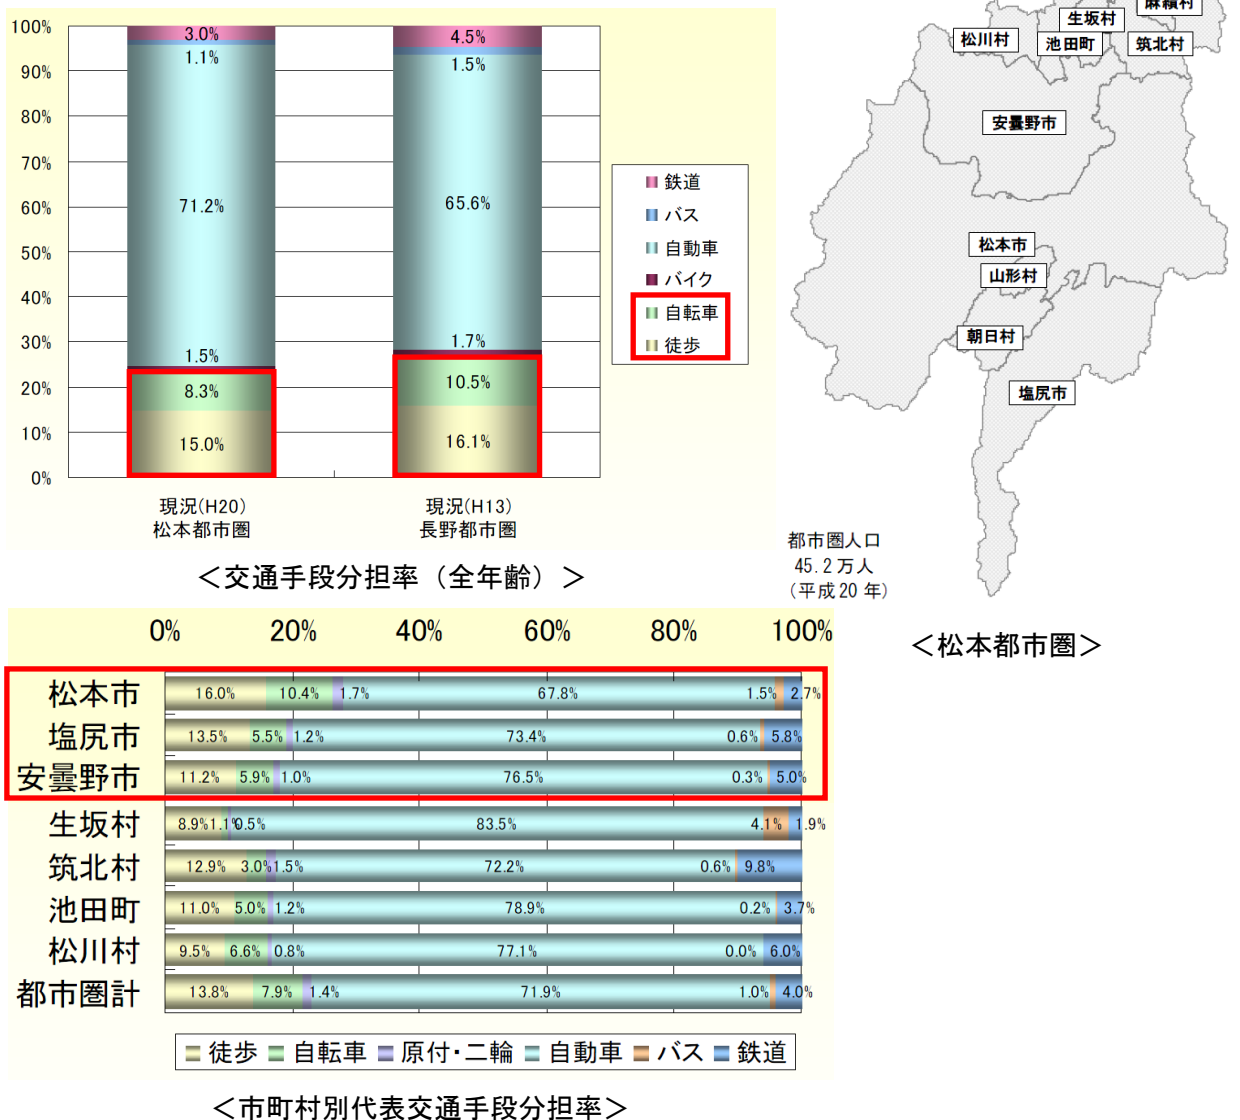 100%
90%
80%
70%
60%
50%
40%
30%
20%
10%
0%
3.0%
1.1%
71.2%
1.5%
8.3%
15.0%
4.5%
1.5%
65.6%
1.7%
10.5%
16.1%
現況(H20)
松本都市圏
現況(H13)
長野都市圏
鉄道
バス
自動車
バイク
自転車
徒歩
＜交通手段分担率（全年齢）＞
麻績村
生坂村
松川村
池田町
筑北村
安曇野市
松本市
山形村
朝日村
塩尻市
都市圏人口
45.2万人
（平成20年）
＜松本都市圏＞
0% 20% 40% 60% 80% 100%
松本市 16.0% 10.4% 1.7% 67.8% 1.5% 2.7%
塩尻市 13.5% 5.5% 1.2% 73.4% 0.6% 5.8%
安曇野市 11.2% 5.9% 1.0% 76.5% 0.3% 5.0%
生坂村 8.9% 1.1% 0.5% 83.5% 4.1% 1.9%
筑北村 12.9% 3.0% 1.5% 72.2% 0.6% 9.8%
池田町 11.0% 5.0% 1.2% 78.9% 0.2% 3.7%
松川村 9.5% 6.6% 0.8% 77.1% 0.0% 6.0%
都市圏計 13.8% 7.9% 1.4% 71.9% 1.0% 4.0%
徒歩 自転車 原付・二輪 自動車 バス 鉄道
＜市町村別代表交通手段分担率＞